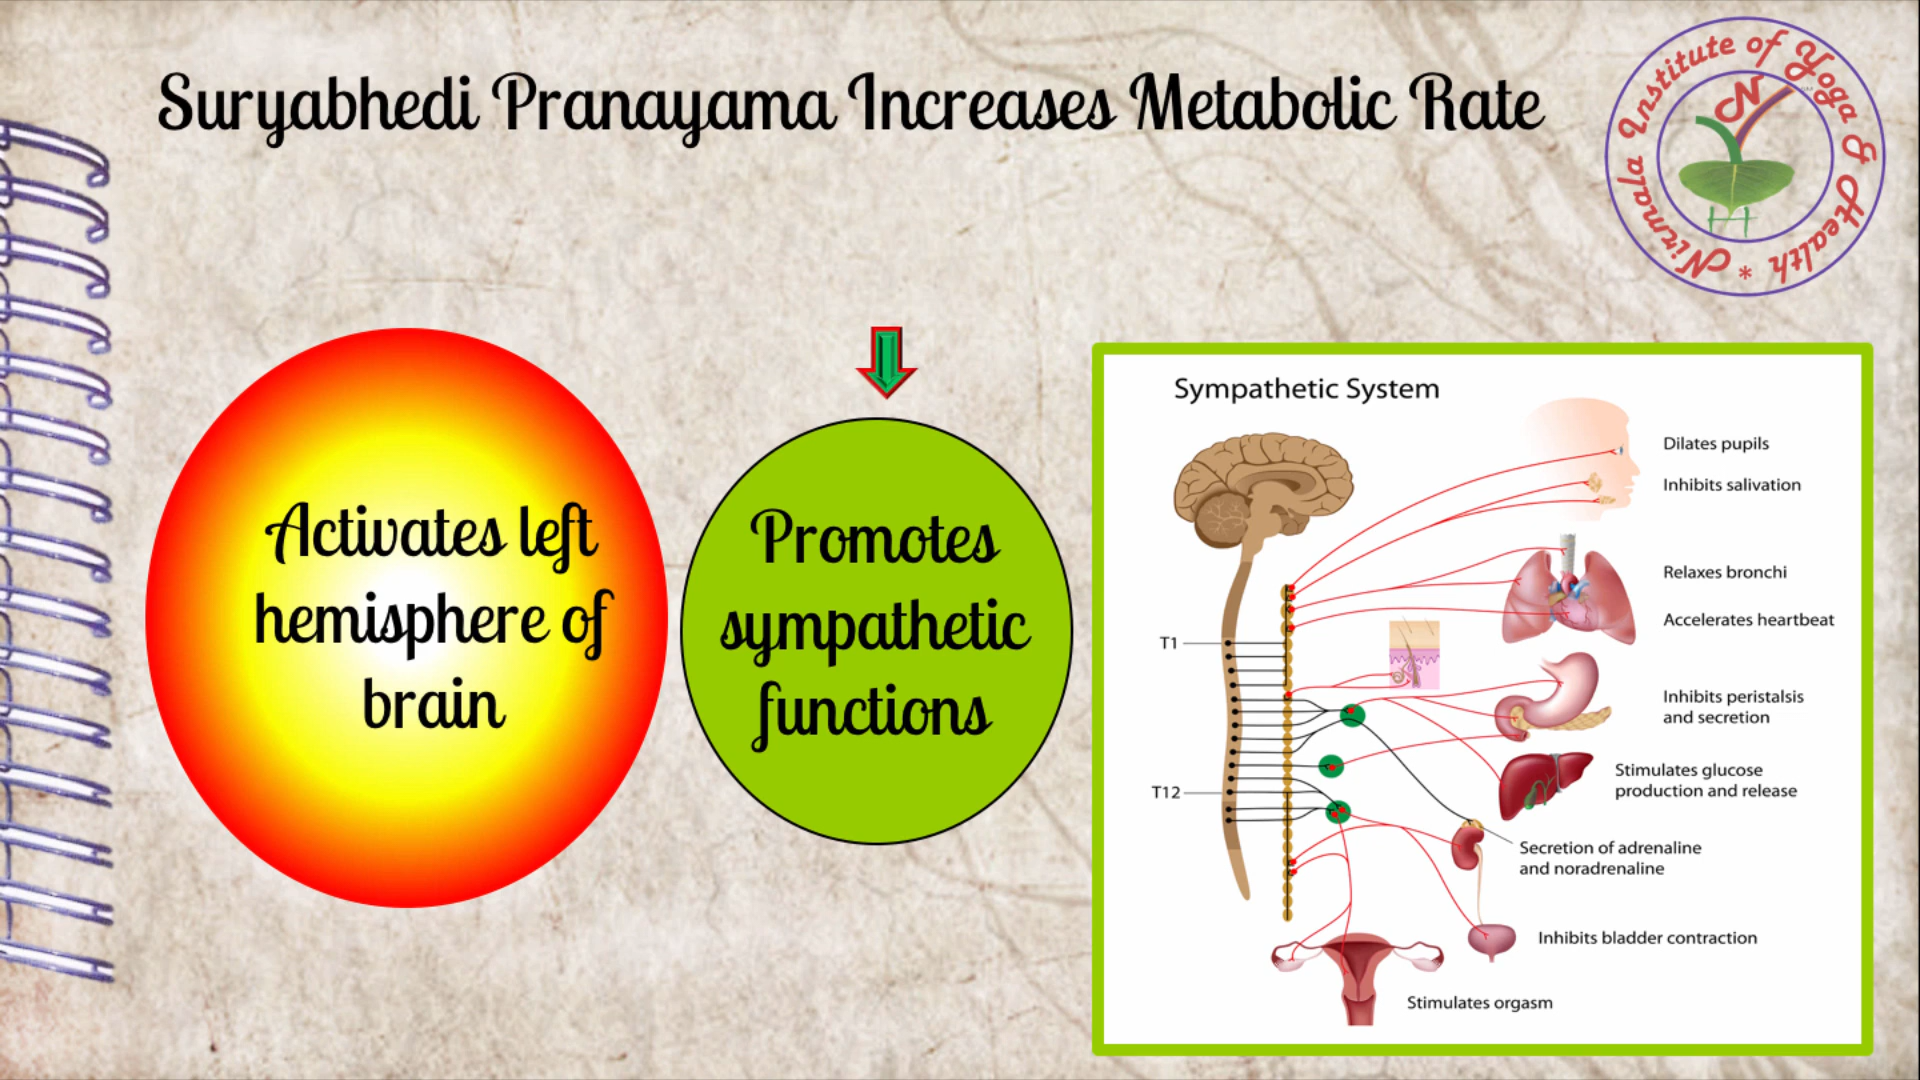 Suryabhedi Pranayama Increases Metabolic Rate
Nirmala Institute of Yoga & Health *
N
H
Activates left
hemisphere of
brain
Promotes
sympathetic
functions
Sympathetic System
Dilates pupils
Inhibits salivation
Relaxes bronchi
Accelerates heartbeat
T1
Inhibits peristalsis
and secretion
Stimulates glucose
production and release
T12
Secretion of adrenaline
and noradrenaline
Inhibits bladder contraction
Stimulates orgasm